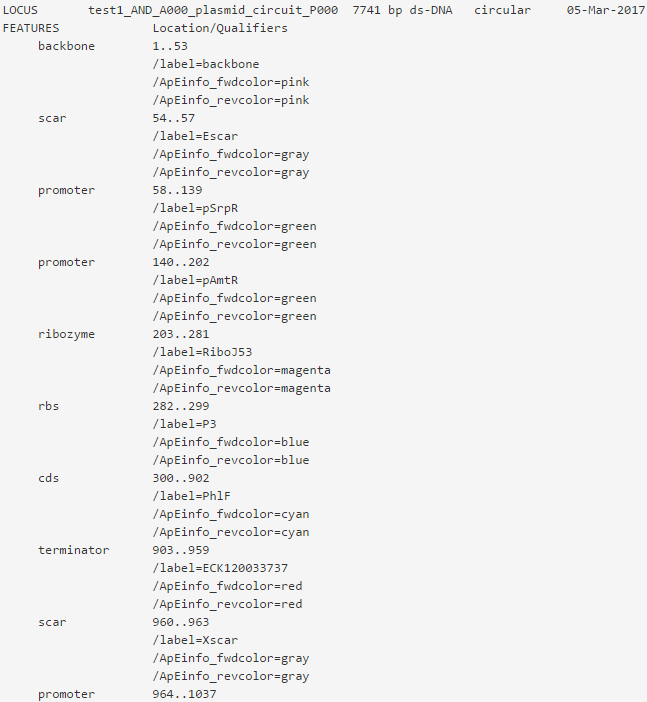 LOCUS       test1_AND_A000_plasmid_circuit_P000  7741 bp ds-DNA   circular     05-Mar-2017
FEATURES             Location/Qualifiers
     backbone        1..53
                     /label=backbone
                     /ApEinfo_fwdcolor=pink
                     /ApEinfo_revcolor=pink
     scar            54..57
                     /label=Escar
                     /ApEinfo_fwdcolor=gray
                     /ApEinfo_revcolor=gray
     promoter        58..139
                     /label=pSrpR
                     /ApEinfo_fwdcolor=green
                     /ApEinfo_revcolor=green
     promoter        140..202
                     /label=pAmtR
                     /ApEinfo_fwdcolor=green
                     /ApEinfo_revcolor=green
     ribozyme        203..281
                     /label=RiboJ53
                     /ApEinfo_fwdcolor=magenta
                     /ApEinfo_revcolor=magenta
     rbs             282..299
                     /label=P3
                     /ApEinfo_fwdcolor=blue
                     /ApEinfo_revcolor=blue
     cds             300..902
                     /label=PhlF
                     /ApEinfo_fwdcolor=cyan
                     /ApEinfo_revcolor=cyan
     terminator      903..959
                     /label=ECK120033737
                     /ApEinfo_fwdcolor=red
                     /ApEinfo_revcolor=red
     scar            960..963
                     /label=Xscar
                     /ApEinfo_fwdcolor=gray
                     /ApEinfo_revcolor=gray
     promoter        964..1037